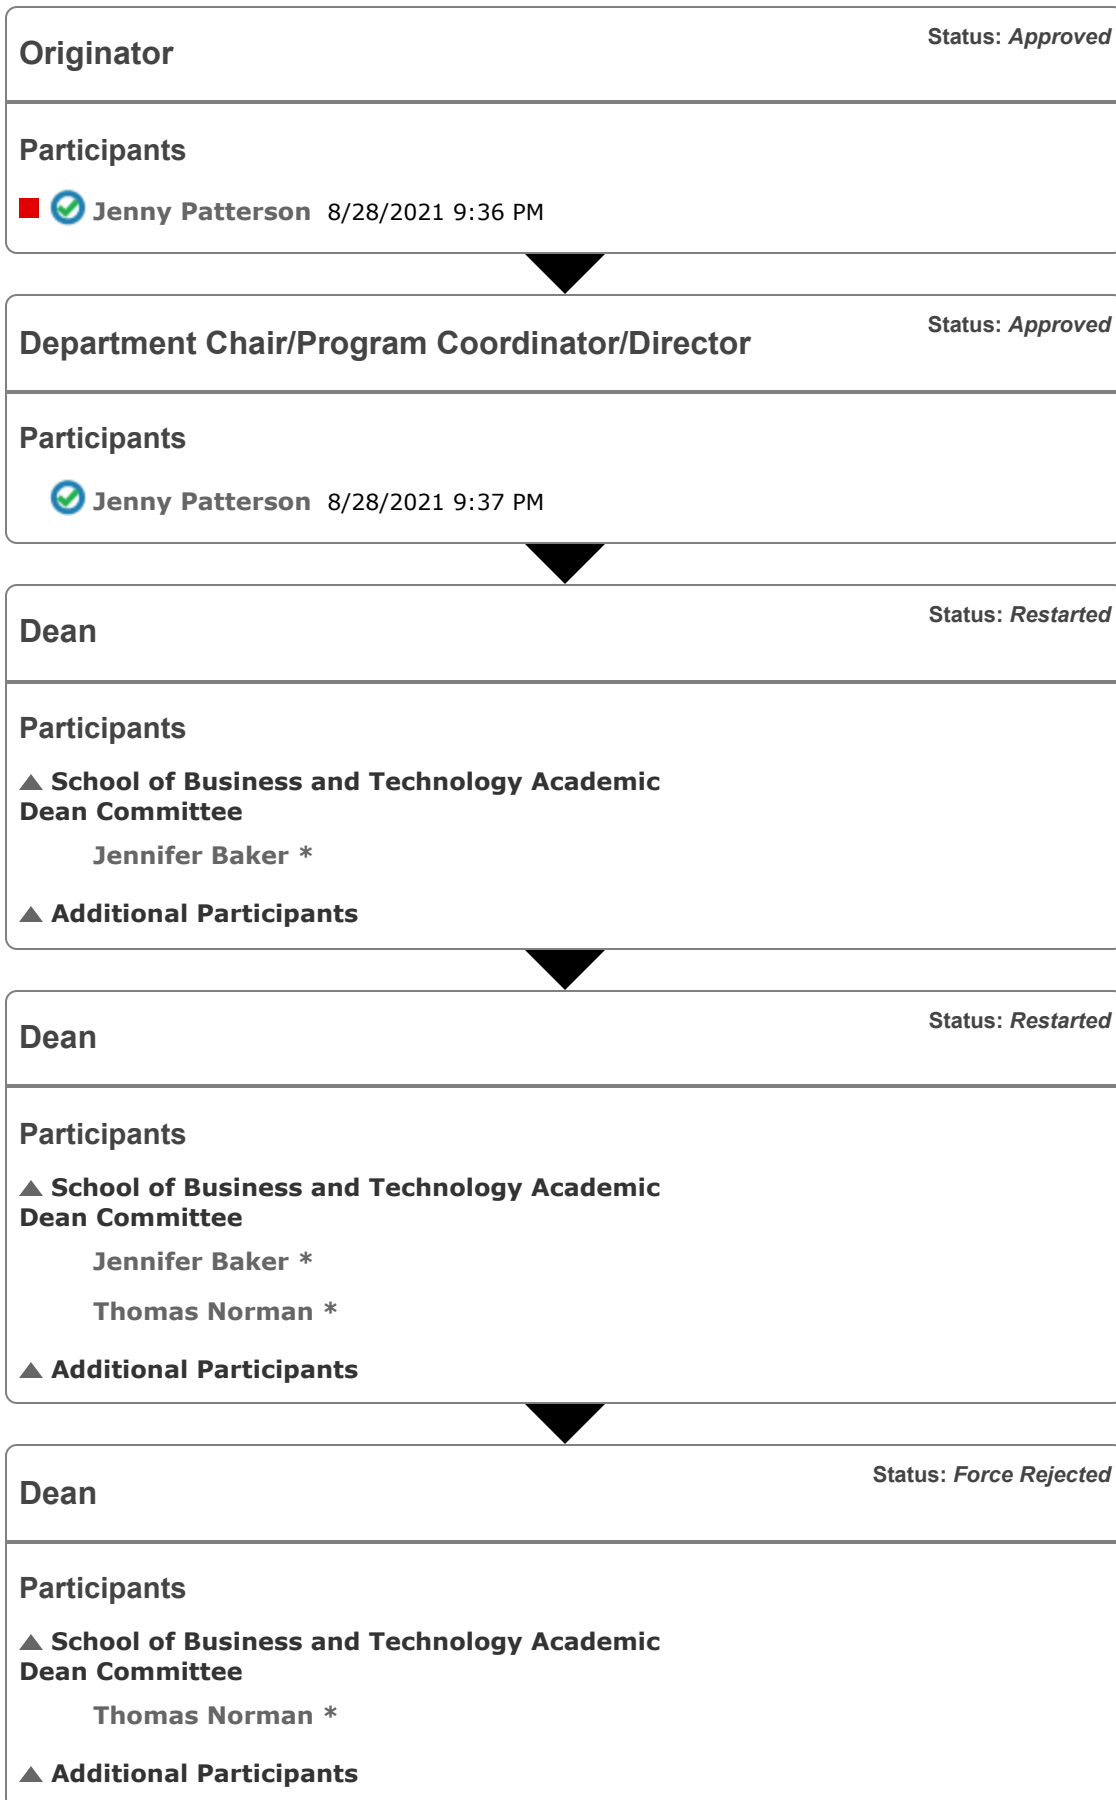 Originator
Status: Approved
Participants
Jenny Patterson 8/28/2021 9:36 PM
Department Chair/Program Coordinator/Director
Status: Approved
Participants
Jenny Patterson 8/28/2021 9:37 PM
Dean
Status: Restarted
Participants
School of Business and Technology Academic
Dean Committee
Jennifer Baker *
Additional Participants
Dean
Status: Restarted
Participants
School of Business and Technology Academic
Dean Committee
Jennifer Baker *
Thomas Norman *
Additional Participants
Dean
Status: Force Rejected
Participants
School of Business and Technology Academic
Dean Committee
Thomas Norman *
Additional Participants